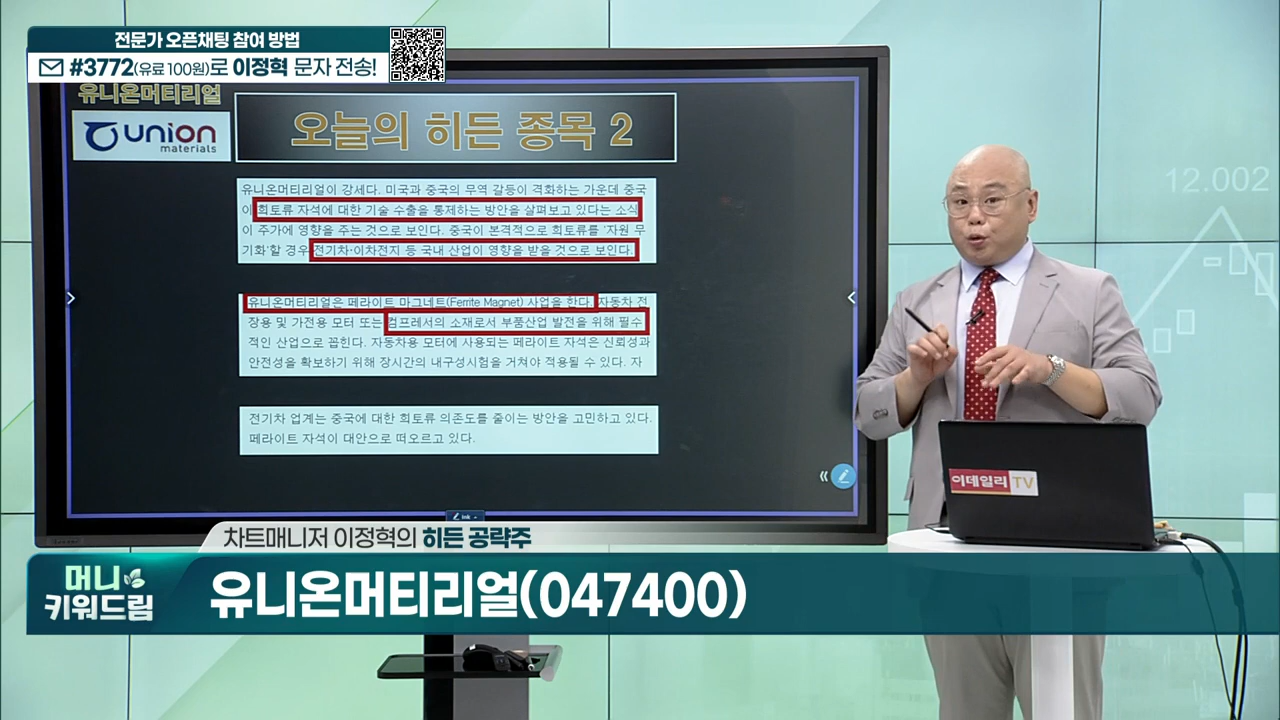 전문가 오픈채팅 참여 방법
#3772(유료 100원)로 이정혁 문자 전송!
유니온머티리얼
union
materials
오늘의 히든 종목 2
유니온머티리얼이 강세다. 미국과 중국의 무역 갈등이 격화하는 가운데 중국
이 희토류 자석에 대한 기술 수출을 통제하는 방안을 살펴보고 있다는 소식
이 주가에 영향을 주는 것으로 보인다. 중국이 본격적으로 희토류를 '자원 무
기화'할 경우 전기차·이차전지 등 국내 산업이 영향을 받을 것으로 보인다.
유니온머티리얼은 페라이트 마그네트(Ferrite Magnet) 사업을 한다. 자동차 전
장용 및 가전용 모터 또는 컴프레서의 소재로서 부품산업 발전을 위해 필수
적인 산업으로 꼽힌다. 자동차용 모터에 사용되는 페라이트 자석은 신뢰성과
안전성을 확보하기 위해 장시간의 내구성시험을 거쳐야 적용될 수 있다. 자
전기차 업계는 중국에 대한 희토류 의존도를 줄이는 방안을 고민하고 있다.
페라이트 자석이 대안으로 떠오르고 있다.
Ink
12.002
이데일리 TV
차트매니저 이정혁의 히든 공략주
머니
키워드림
유니온머티리얼(047400)